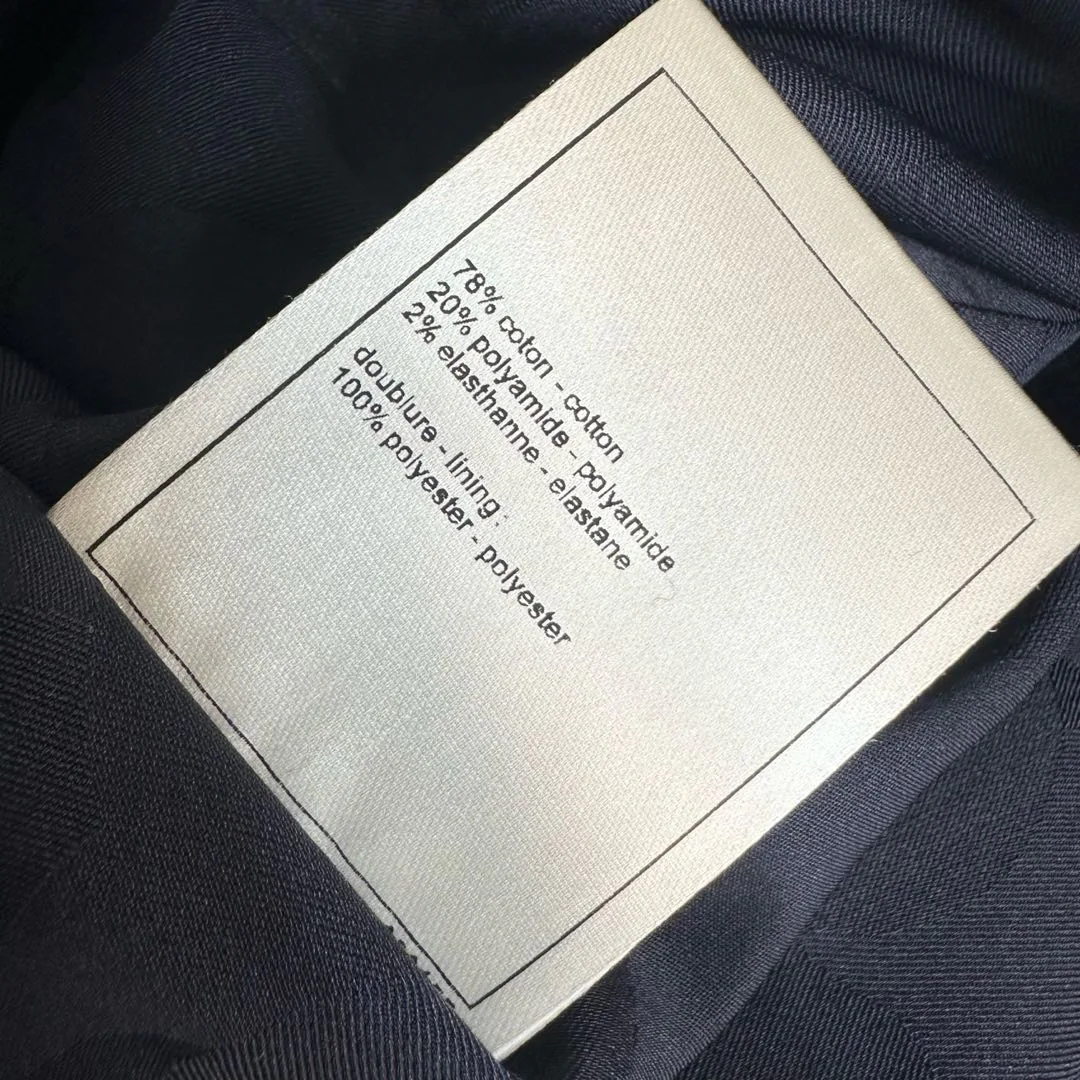 78% coton - cotton
20% polyamide - polyamide
2% elasthanne - elastane
doublure - lining :
100% polyester - polyester